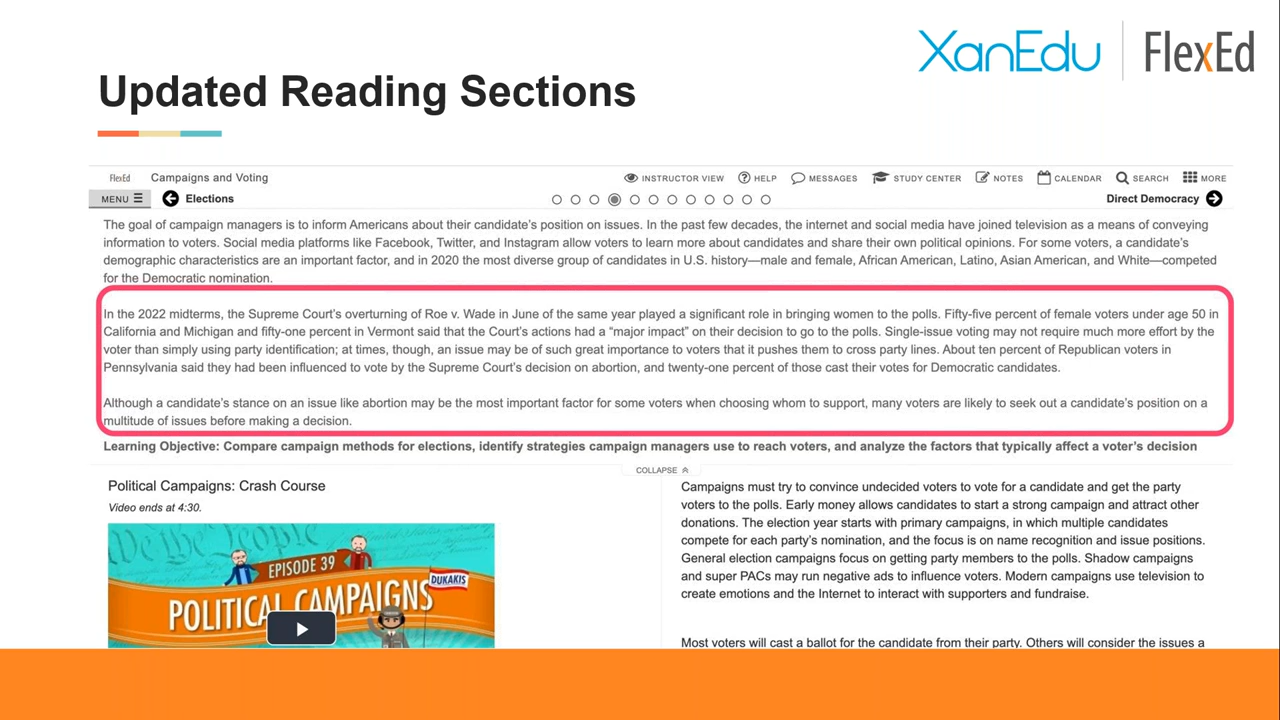 XanEdu | FlexEd
Updated Reading Sections
FlexEd Campaigns and Voting INSTRUCTOR VIEW HELP MESSAGES STUDY CENTER NOTES CALENDAR SEARCH MORE
MENU Elections Direct Democracy
The goal of campaign managers is to inform Americans about their candidate's position on issues. In the past few decades, the internet and social media have joined television as a means of conveying
information to voters. Social media platforms like Facebook, Twitter, and Instagram allow voters to learn more about candidates and share their own political opinions. For some voters, a candidate's
demographic characteristics are an important factor, and in 2020 the most diverse group of candidates in U.S. history—male and female, African American, Latino, Asian American, and White—competed
for the Democratic nomination.
In the 2022 midterms, the Supreme Court's overturning of Roe v. Wade in June of the same year played a significant role in bringing women to the polls. Fifty-five percent of female voters under age 50 in
California and Michigan and fifty-one percent in Vermont said that the Court's actions had a "major impact" on their decision to go to the polls. Single-issue voting may not require much more effort by the
voter than simply using party identification; at times, though, an issue may be of such great importance to voters that it pushes them to cross party lines. About ten percent of Republican voters in
Pennsylvania said they had been influenced to vote by the Supreme Court's decision on abortion, and twenty-one percent of those cast their votes for Democratic candidates.
Although a candidate's stance on an issue like abortion may be the most important factor for some voters when choosing whom to support, many voters are likely to seek out a candidate's position on a
multitude of issues before making a decision.
Learning Objective: Compare campaign methods for elections, identify strategies campaign managers use to reach voters, and analyze the factors that typically affect a voter's decision
COLLAPSE
Political Campaigns: Crash Course
Video ends at 4:30.
We the People
EPISODE 39
DUKAKIS
POLITICAL CAMPAIGNS
Campaigns must try to convince undecided voters to vote for a candidate and get the party
voters to the polls. Early money allows candidates to start a strong campaign and attract other
donations. The election year starts with primary campaigns, in which multiple candidates
compete for each party's nomination, and the focus is on name recognition and issue positions.
General election campaigns focus on getting party members to the polls. Shadow campaigns
and super PACs may run negative ads to influence voters. Modern campaigns use television to
create emotions and the Internet to interact with supporters and fundraise.
Most voters will cast a ballot for the candidate from their party. Others will consider the issues a